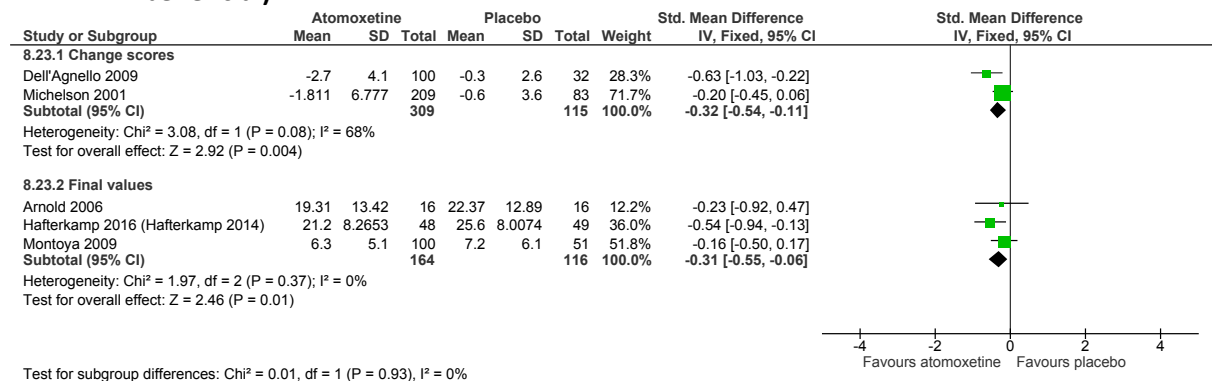 Atomoxetine Placebo Std. Mean Difference Std. Mean Difference
Study or Subgroup Mean SD Total Mean SD Total Weight IV, Fixed, 95% CI IV, Fixed, 95% CI
8.23.1 Change scores
Dell'Agnello 2009 -2.7 4.1 100 -0.3 2.6 32 28.3% -0.63 [-1.03, -0.22]
Michelson 2001 -1.811 6.777 209 -0.6 3.6 83 71.7% -0.20 [-0.45, 0.06]
Subtotal (95% CI) 309 115 100.0% -0.32 [-0.54, -0.11]
Heterogeneity: Chi² = 3.08, df = 1 (P = 0.08); I² = 68%
Test for overall effect: Z = 2.92 (P = 0.004)
8.23.2 Final values
Arnold 2006 19.31 13.42 16 22.37 12.89 16 12.2% -0.23 [-0.92, 0.47]
Hafterkamp 2016 (Hafterkamp 2014) 21.2 8.2653 48 25.6 8.0074 49 36.0% -0.54 [-0.94, -0.13]
Montoya 2009 6.3 5.1 100 7.2 6.1 51 51.8% -0.16 [-0.50, 0.17]
Subtotal (95% CI) 164 116 100.0% -0.31 [-0.55, -0.06]
Heterogeneity: Chi² = 1.97, df = 2 (P = 0.37); I² = 0%
Test for overall effect: Z = 2.46 (P = 0.01)
-4 -2 0 2 4
Favours atomoxetine Favours placebo
Test for subgroup differences: Chi² = 0.01, df = 1 (P = 0.93), I² = 0%